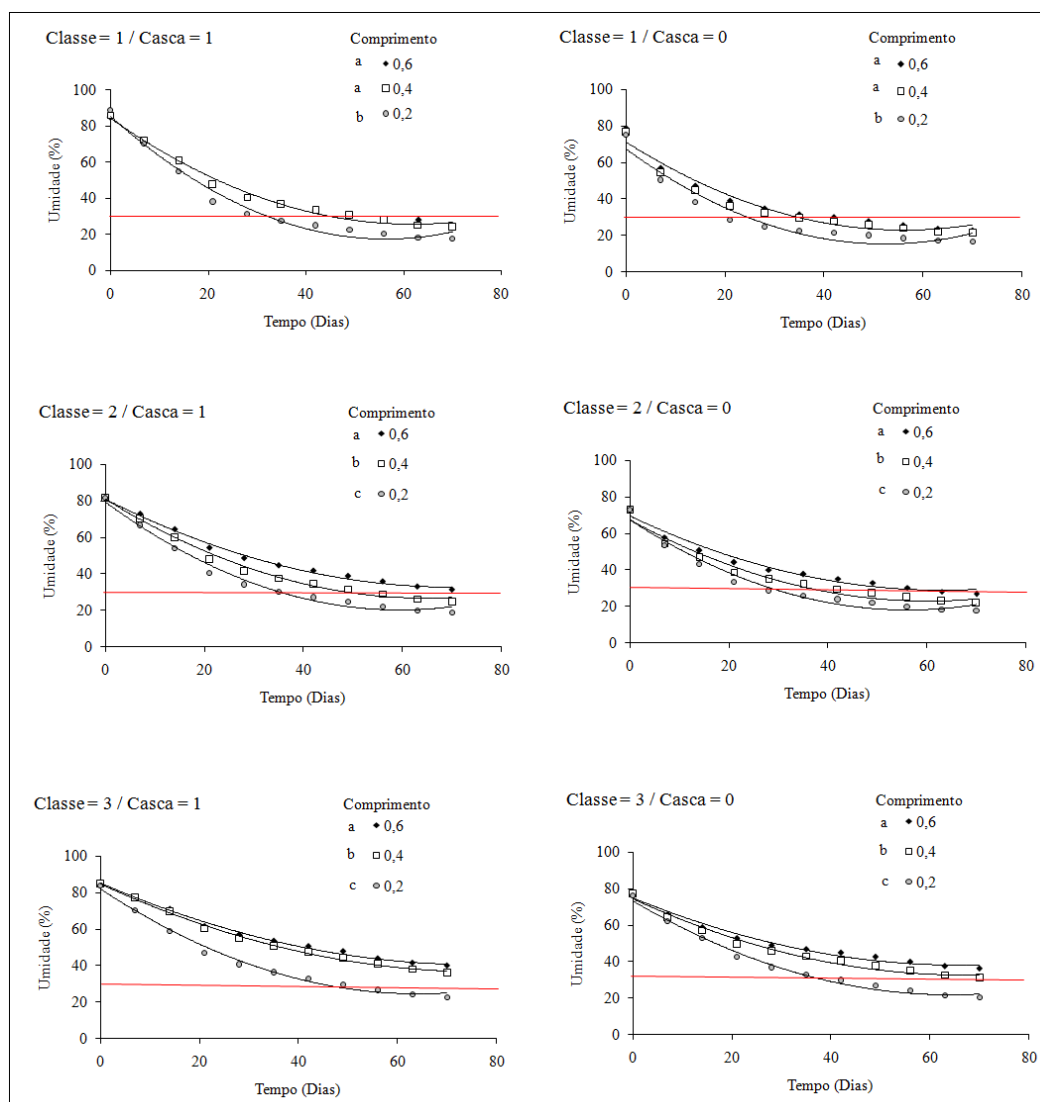 Classe = 1 / Casca = 1
Comprimento
a 0,6
a 0,4
b 0,2
Umidade (%)
100
80
60
40
20
0
0 20 40 60 80
Tempo (Dias)
Classe = 1 / Casca = 0
Comprimento
a 0,6
a 0,4
b 0,2
Umidade (%)
100
80
60
40
20
0
0 20 40 60 80
Tempo (Dias)
Classe = 2 / Casca = 1
Comprimento
a 0,6
b 0,4
c 0,2
Umidade (%)
100
80
60
40
20
0
0 20 40 60 80
Tempo (Dias)
Classe = 2 / Casca = 0
Comprimento
a 0,6
b 0,4
c 0,2
Umidade (%)
100
80
60
40
20
0
0 20 40 60 80
Tempo (Dias)
Classe = 3 / Casca = 1
Comprimento
a 0,6
b 0,4
c 0,2
Umidade (%)
100
80
60
40
20
0
0 20 40 60 80
Tempo (Dias)
Classe = 3 / Casca = 0
Comprimento
a 0,6
b 0,4
c 0,2
Umidade (%)
100
80
60
40
20
0
0 20 40 60 80
Tempo (Dias)